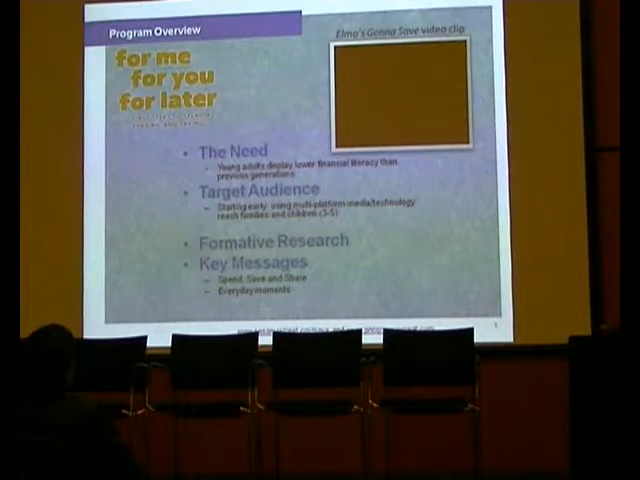 Program Overview
Elmo's Gonna Save video clip
for me
for you
for later
• The Need
– Young adults display lower financial literacy than
previous generations
• Target Audience
– Starting early, using multi-platform media/technology
reach families and children (3-5)
• Formative Research
• Key Messages
– Spend, Save and Share
– Everyday moments